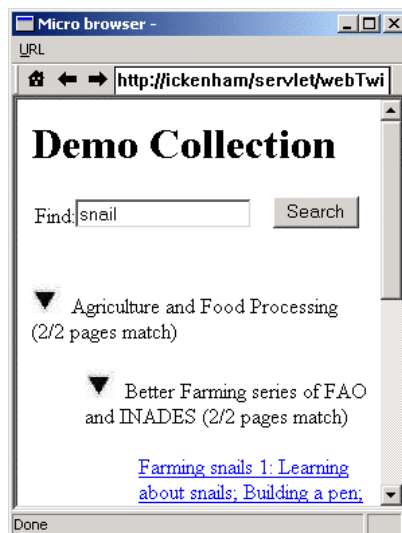 Micro browser -
URL
http://ickenham/servlet/webTwi
Demo Collection
Find: snail Search
Agriculture and Food Processing
(2/2 pages match)
Better Farming series of FAO
and INADES (2/2 pages match)
Farming snails 1: Learning
about snails; Building a pen;
Done